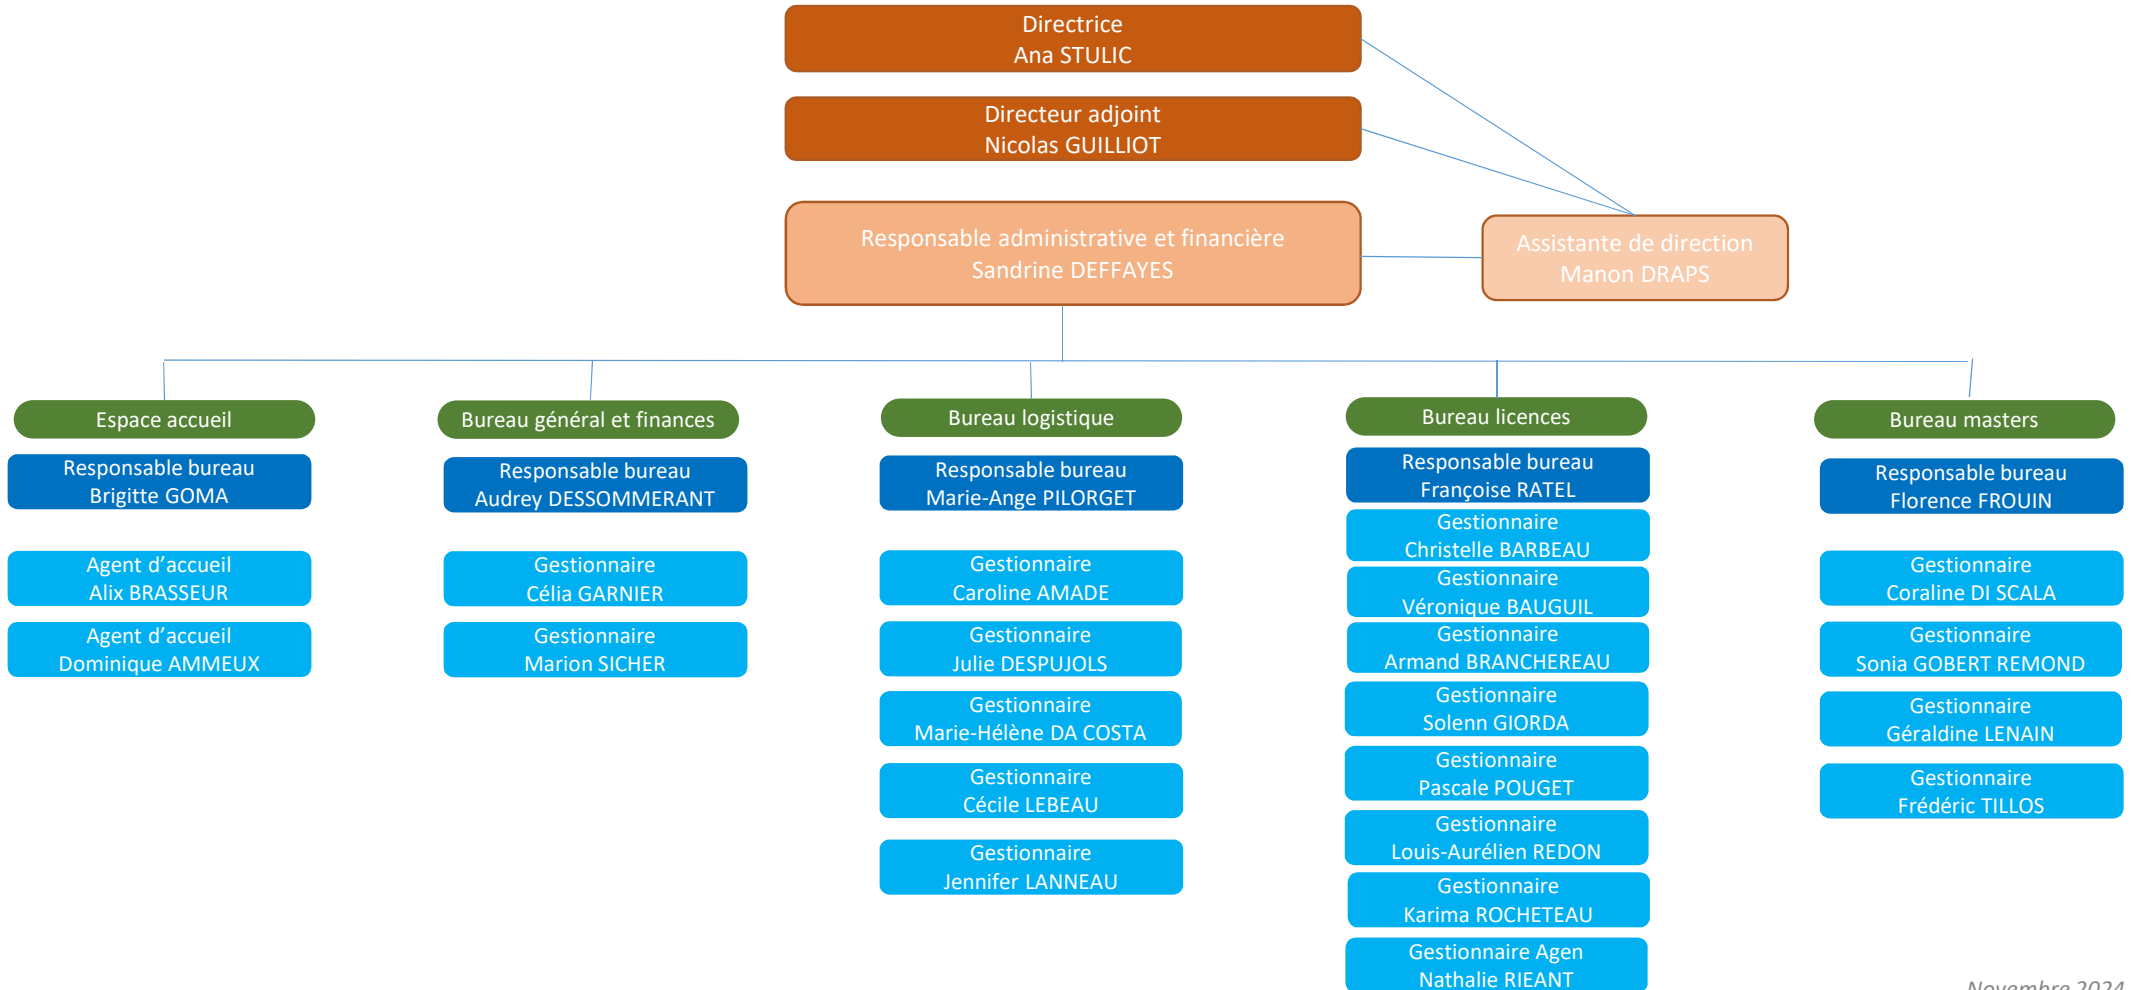 Directrice
Ana STULIC
Directeur adjoint
Nicolas GUILLIOT
Responsable administrative et financière
Sandrine DEFFAYES
Assistante de direction
Manon DRAPS
Espace accueil
Responsable bureau
Brigitte GOMA
Agent d’accueil
Alix BRASSEUR
Agent d’accueil
Dominique AMMEUX
Bureau général et finances
Responsable bureau
Audrey DESSOMMERANT
Gestionnaire
Célia GARNIER
Gestionnaire
Marion SICHER
Bureau logistique
Responsable bureau
Marie-Ange PILORGET
Gestionnaire
Caroline AMADE
Gestionnaire
Julie DESPUJOLS
Gestionnaire
Marie-Hélène DA COSTA
Gestionnaire
Cécile LEBEAU
Gestionnaire
Jennifer LANNEAU
Bureau licences
Responsable bureau
Françoise RATEL
Gestionnaire
Christelle BARBEAU
Gestionnaire
Véronique BAUGUIL
Gestionnaire
Armand BRANCHEREAU
Gestionnaire
Solenn GIORDA
Gestionnaire
Pascale POUGET
Gestionnaire
Louis-Aurélien REDON
Gestionnaire
Karima ROCHETEAU
Gestionnaire Agen
Nathalie RIEANT
Bureau masters
Responsable bureau
Florence FROUIN
Gestionnaire
Coraline DI SCALA
Gestionnaire
Sonia GOBERT REMOND
Gestionnaire
Géraldine LENAIN
Gestionnaire
Frédéric TILLOS
Novembre 2024